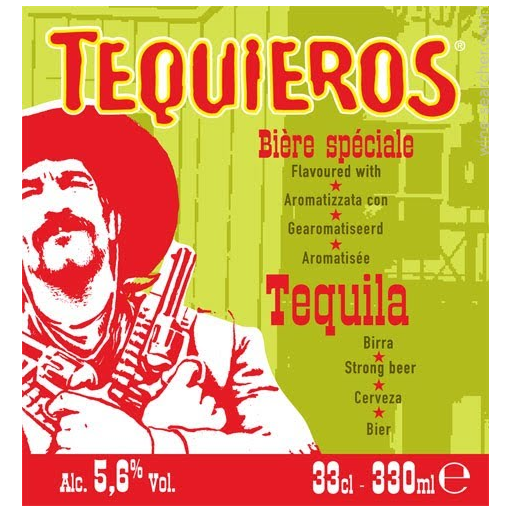 TEQUIEROS®
Bière spéciale
Flavoured with
Aromatizzata con
Gearomatiseerd
Aromatisée
Tequila
Birra
Strong beer
Cerveza
Bier
Alc. 5,6% Vol.
33cl - 330ml e